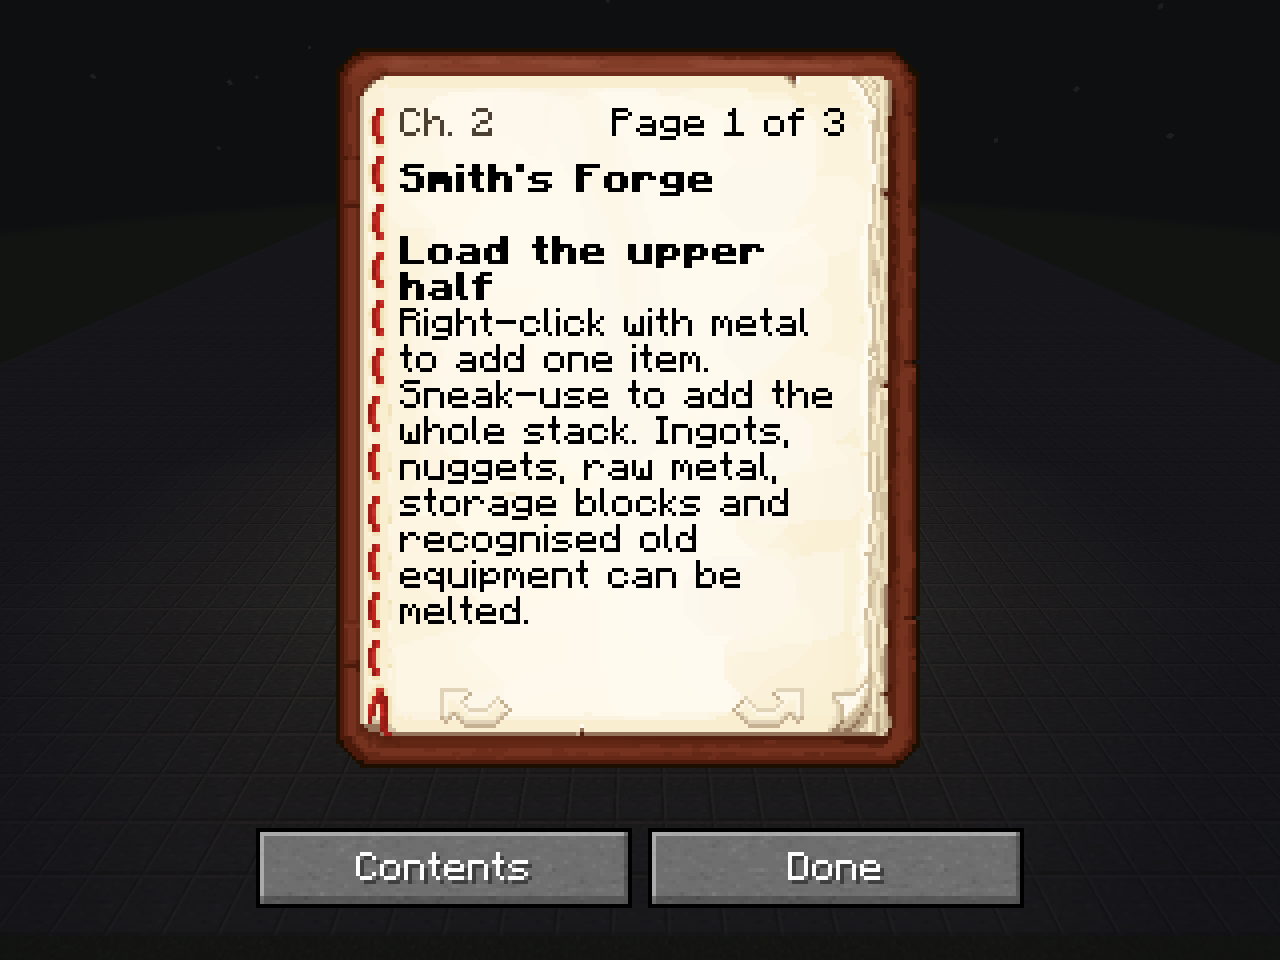 Ch. 2 Page 1 of 3
Smith's Forge
Load the upper
half
Right-click with metal
to add one item.
Sneak-use to add the
whole stack. Ingots,
nuggets, raw metal,
storage blocks and
recognised old
equipment can be
melted.
Contents Done